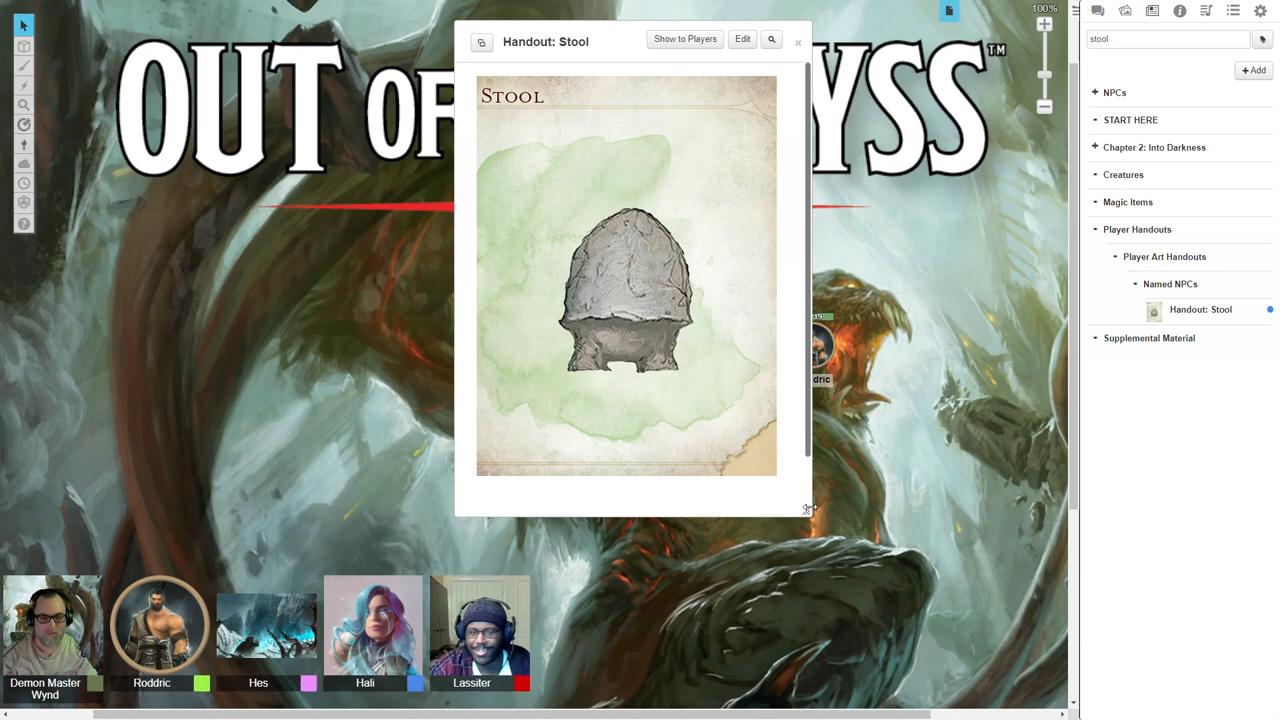 100%
stool
Handout: Stool
Show to Players
Edit
STOOL
OUT OF
YSS™
+ Add
+ NPCs
- START HERE
+ Chapter 2: Into Darkness
- Creatures
- Magic Items
- Player Handouts
- Player Art Handouts
- Named NPCs
Handout: Stool
- Supplemental Material
dric
Demon Master
Wynd
Roddric
Hes
Hali
Lassiter